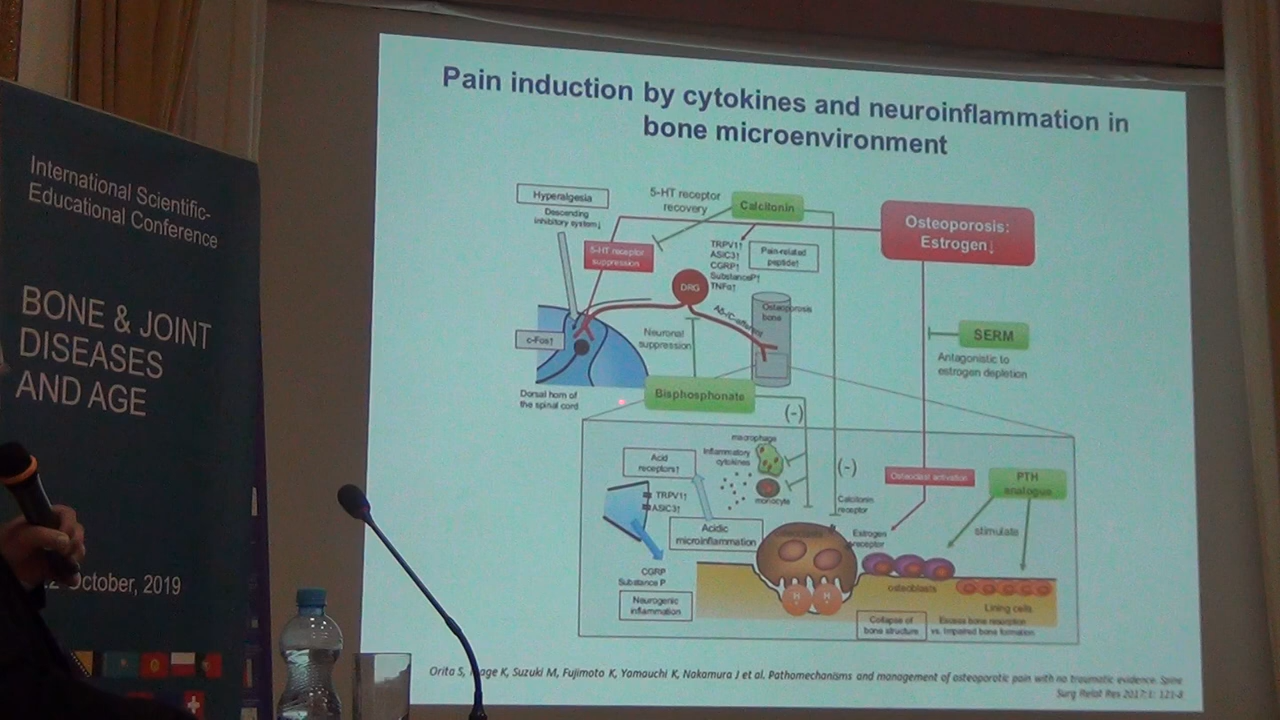 International Scientific-
Educational Conference
BONE & JOINT
DISEASES
AND AGE
October, 2019
Pain induction by cytokines and neuroinflammation in
bone microenvironment
Hyperalgesia
Descending
inhibitory system↓
5-HT receptor
recovery
Calcitonin
Osteoporosis:
Estrogen↓
5-HT receptor
suppression
TRPV1↑
ASIC3↑
CGRP↑
SubstanceP↑
TNFα↑
Pain-related
peptide↑
DRG
Osteoporosis
bone
c-Fos↑
Neuronal
suppression
SERM
Antagonistic to
estrogen depletion
Dorsal horn of
the spinal cord
Bisphosphonate
(-)
macrophage
Inflammatory
cytokines
monocyte
Acid
receptors↑
TRPV1↑
ASIC3↑
Acidic
microinflammation
(-)
Calcitonin
receptor
Osteoclast activation
PTH
analogue
Estrogen
receptor
stimulate
CGRP
Substance P
Neurogenic
inflammation
H
H
osteoblasts
Lining cells
Collapse of
bone structure
Excess bone resorption
vs. Impaired bone formation
Orita S, K, Suzuki M, Fujimoto K, Yamauchi K, Nakamura J et al. Pathomechanisms and management of osteoporotic pain with no traumatic evidence. Spine
Surg Relat Res 2017;1: 121-8